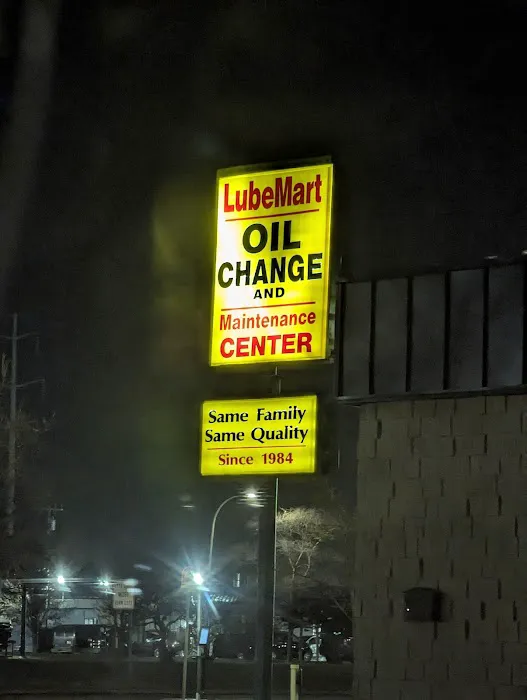 LubeMart
OIL
CHANGE
AND
Maintenance
CENTER
Same Family
Same Quality
Since 1984